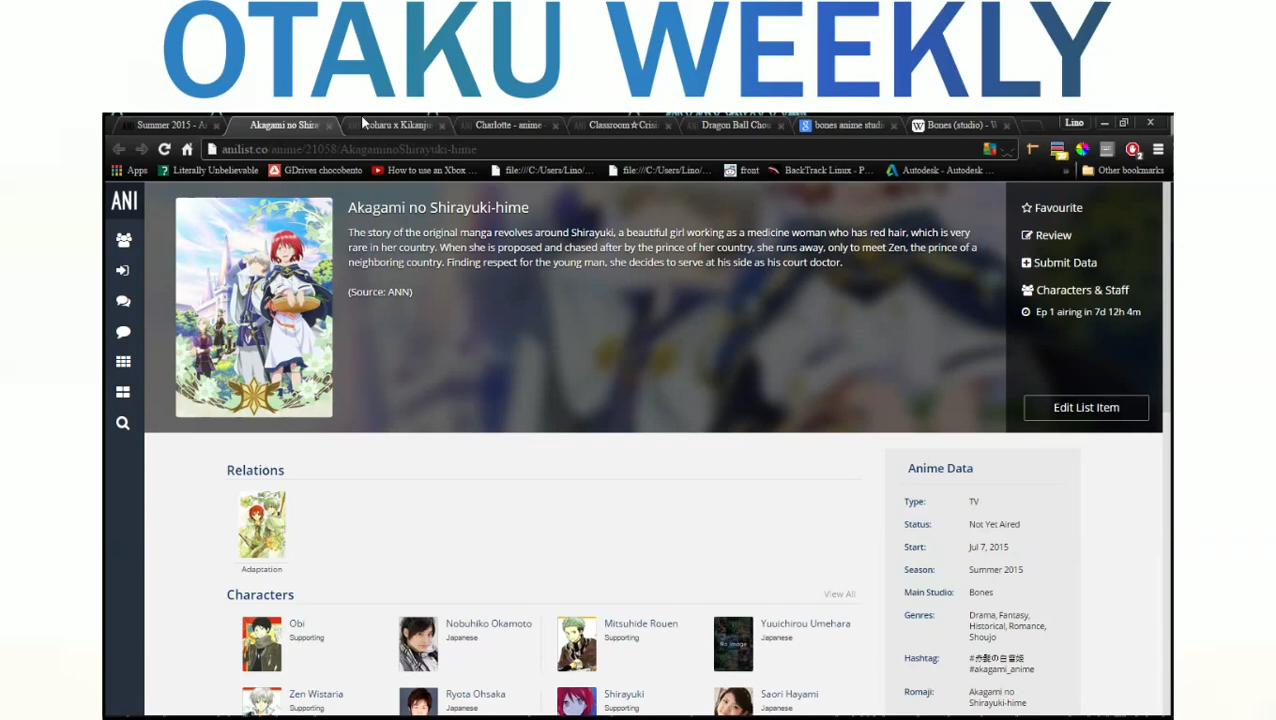 OTAKU WEEKLY
Summer 2015 - A
Akagami no Shira
oharu x Kikanju
Charlotte - anime
Classroom☆Crisi
Dragon Ball Chou
bones anime studi
Bones (studio) - W
Lino
anilist.co/anime/21058/AkagaminoShirayuki-hime
Apps
Literally Unbelievable
GDrives chocobento
How to use an Xbox ...
file:///C:/Users/Lino/...
file:///C:/Users/Lino/...
front
BackTrack Linux - P...
Autodesk - Autodesk ...
»
Other bookmarks
ANI
Akagami no Shirayuki-hime
The story of the original manga revolves around Shirayuki, a beautiful girl working as a medicine woman who has red hair, which is very
rare in her country. When she is proposed and chased after by the prince of her country, she runs away, only to meet Zen, the prince of a
neighboring country. Finding respect for the young man, she decides to serve at his side as his court doctor.
(Source: ANN)
Favourite
Review
Submit Data
Characters & Staff
Ep 1 airing in 7d 12h 4m
Edit List Item
Relations
Adaptation
Characters
View All
Obi
Supporting
Nobuhiko Okamoto
Japanese
Mitsuhide Rouen
Supporting
No Image
Yuuichirou Umehara
Japanese
Zen Wistaria
Supporting
Ryota Ohsaka
Japanese
Shirayuki
Supporting
Saori Hayami
Japanese
Anime Data
Type: TV
Status: Not Yet Aired
Start: Jul 7, 2015
Season: Summer 2015
Main Studio: Bones
Genres: Drama, Fantasy,
Historical, Romance,
Shoujo
Hashtag: #赤髪の白雪姫
#akagami_anime
Romaji: Akagami no
Shirayuki-hime